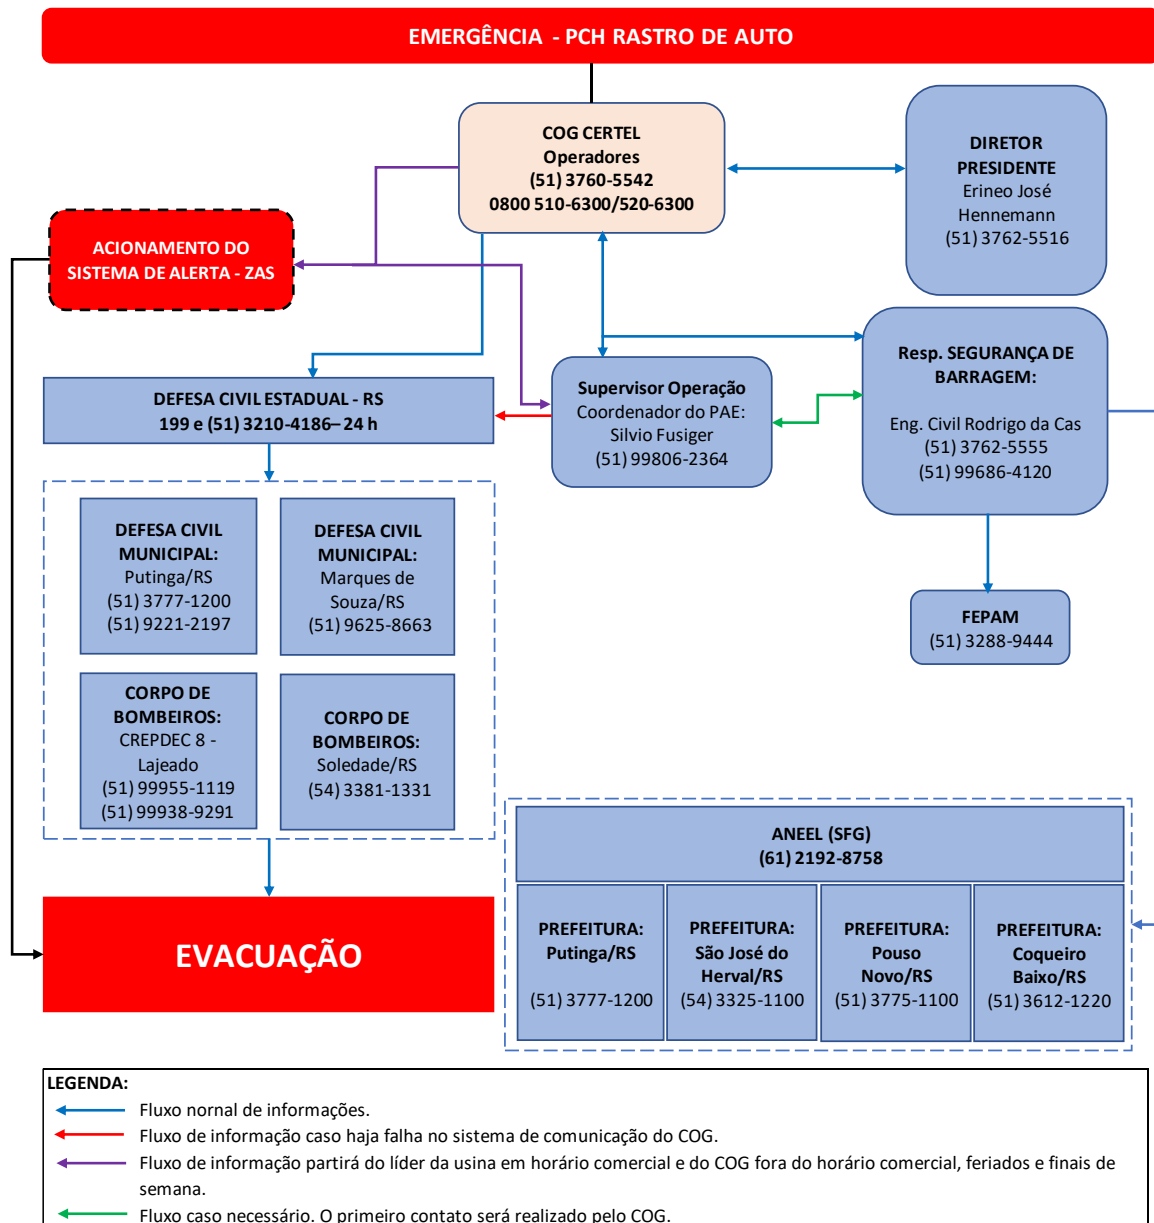 EMERGÊNCIA - PCH RASTRO DE AUTO
COG CERTEL
Operadores
(51) 3760-5542
0800 510-6300/520-6300
DIRETOR
PRESIDENTE
Erineo José
Hennemann
(51) 3762-5516
ACIONAMENTO DO
SISTEMA DE ALERTA - ZAS
Resp. SEGURANÇA DE
BARRAGEM:
Eng. Civil Rodrigo da Cas
(51) 3762-5555
(51) 99686-4120
Supervisor Operação
Coordenador do PAE:
Silvio Fusiger
(51) 99806-2364
DEFESA CIVIL ESTADUAL - RS
199 e (51) 3210-4186– 24 h
DEFESA CIVIL
MUNICIPAL:
Putinga/RS
(51) 3777-1200
(51) 9221-2197
DEFESA CIVIL
MUNICIPAL:
Marques de
Souza/RS
(51) 9625-8663
FEPAM
(51) 3288-9444
CORPO DE
BOMBEIROS:
CREPDEC 8 -
Lajeado
(51) 99955-1119
(51) 99938-9291
CORPO DE
BOMBEIROS:
Soledade/RS
(54) 3381-1331
ANEEL (SFG)
(61) 2192-8758
PREFEITURA:
Putinga/RS
(51) 3777-1200
PREFEITURA:
São José do
Herval/RS
(54) 3325-1100
PREFEITURA:
Pouso
Novo/RS
(51) 3775-1100
PREFEITURA:
Coqueiro
Baixo/RS
(51) 3612-1220
EVACUAÇÃO
LEGENDA:
Fluxo nornal de informações.
Fluxo de informação caso haja falha no sistema de comunicação do COG.
Fluxo de informação partirá do líder da usina em horário comercial e do COG fora do horário comercial, feriados e finais de
semana.
Fluxo caso necessário. O primeiro contato será realizado pelo COG.